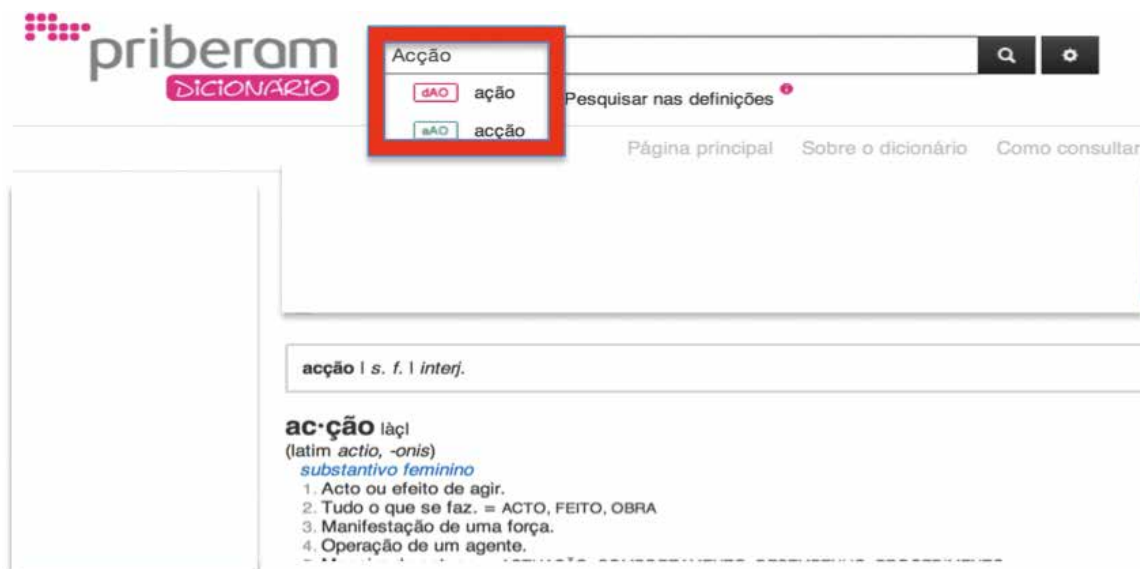 priberam
DICIONÁRIO
Acção
dAO ação
aAO acção
Pesquisar nas definições
Página principal Sobre o dicionário Como consultar
acção | s. f. | interj.
ac·ção |àç|
(latim actio, -onis)
substantivo feminino
1. Acto ou efeito de agir.
2. Tudo o que se faz. = ACTO, FEITO, OBRA
3. Manifestação de uma força.
4. Operação de um agente.